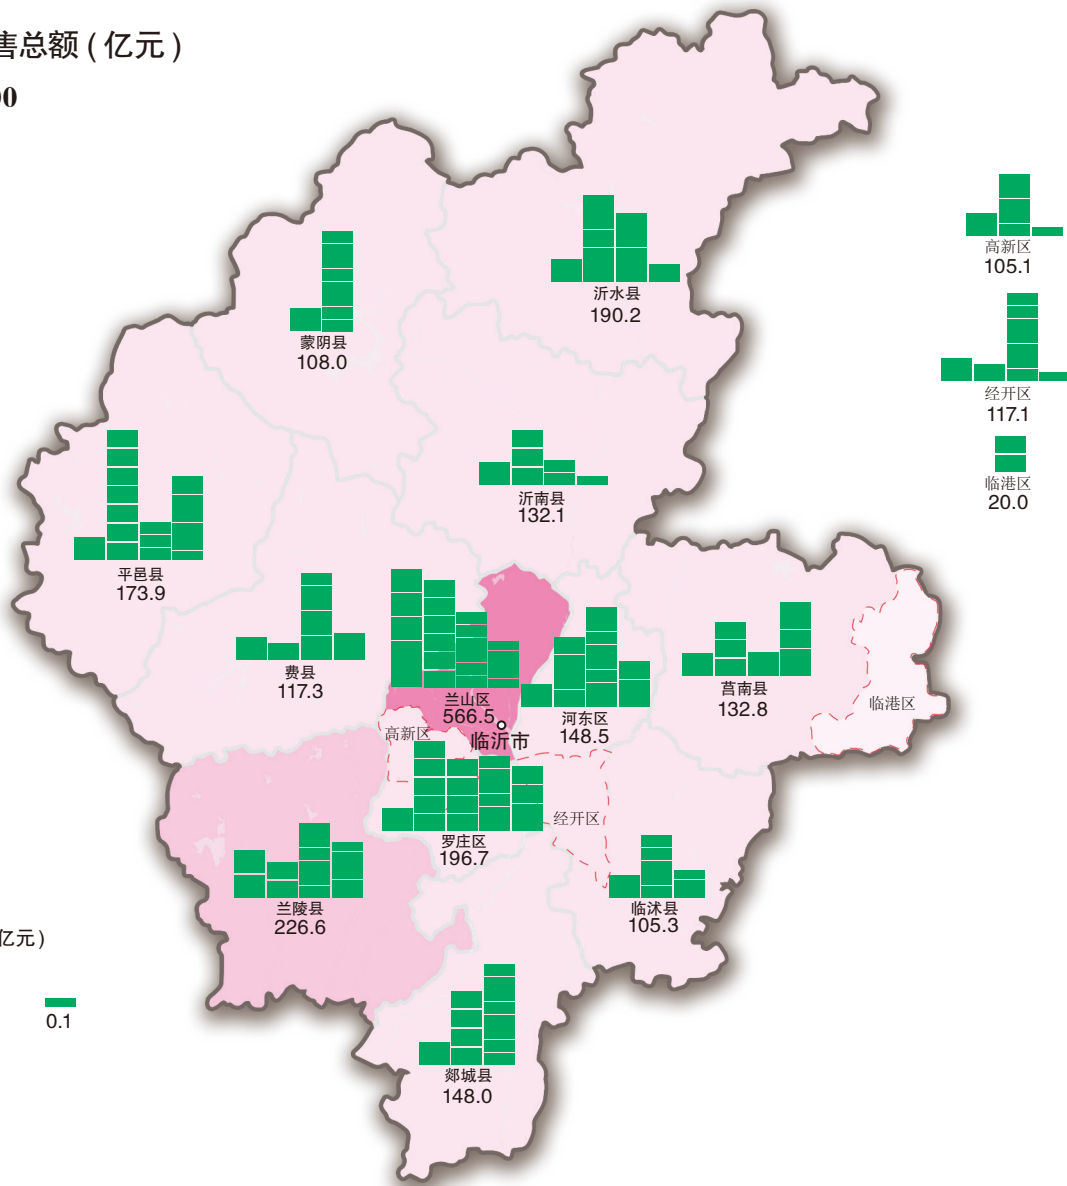 售总额（亿元）
高新区
105.1
沂水县
190.2
蒙阴县
108.0
经开区
117.1
临港区
20.0
沂南县
132.1
平邑县
173.9
费县
117.3
兰山区
566.5
临沂市
河东区
148.5
莒南县
132.8
临港区
高新区
经开区
罗庄区
196.7
兰陵县
226.6
临沭县
105.3
亿元）
0.1
郯城县
148.0